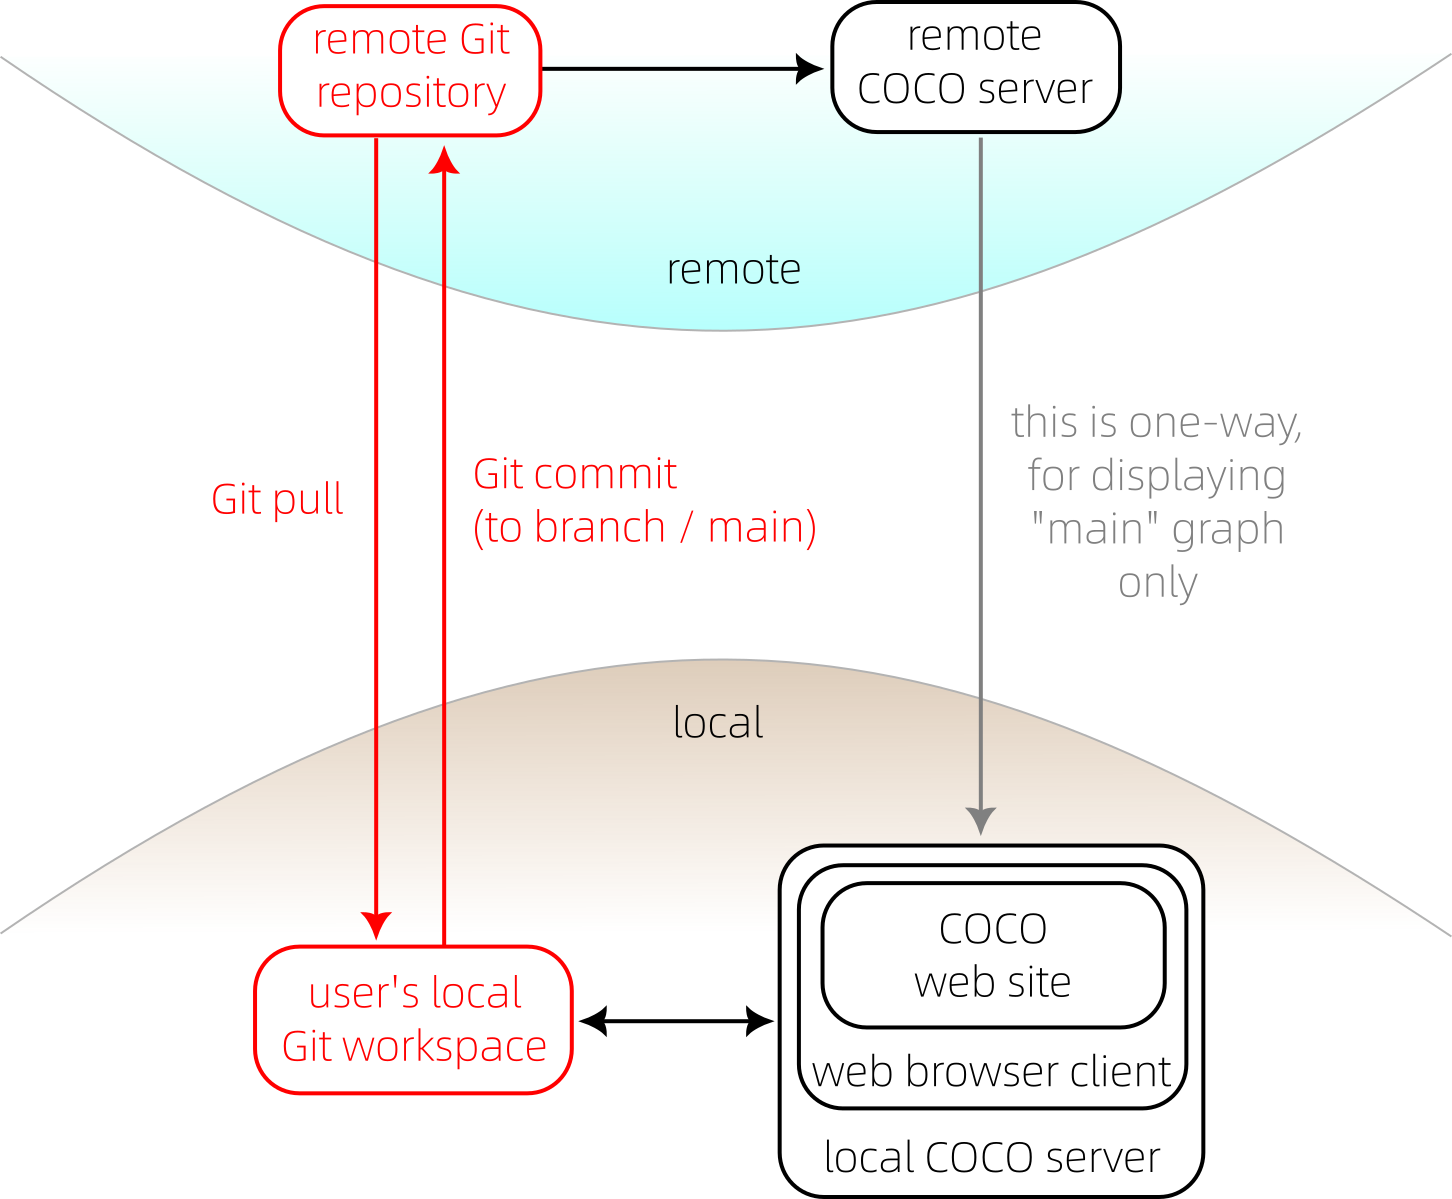 remote Git
repository
remote
COCO server
remote
this is one-way,
for displaying
"main" graph
only
Git pull
Git commit
(to branch / main)
local
user's local
Git workspace
COCO
web site
web browser client
local COCO server